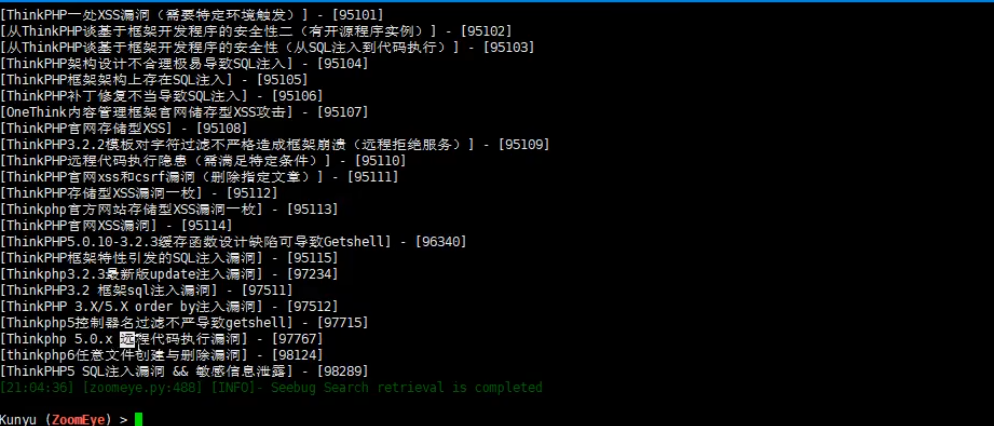 [ThinkPHP一处XSS漏洞（需要特定环境触发）] - [95101]
[从ThinkPHP谈基于框架开发程序的安全性二（有开源程序实例）] - [95102]
[从ThinkPHP谈基于框架开发程序的安全性（从SQL注入到代码执行）] - [95103]
[ThinkPHP架构设计不合理极易导致SQL注入] - [95104]
[ThinkPHP框架架构上存在SQL注入] - [95105]
[ThinkPHP补丁修复不当导致SQL注入] - [95106]
[OneThink内容管理框架官网储存型XSS攻击] - [95107]
[ThinkPHP官网存储型XSS] - [95108]
[ThinkPHP3.2.2模板对字符过滤不严格造成框架崩溃（远程拒绝服务）] - [95109]
[ThinkPHP远程代码执行隐患（需满足特定条件）] - [95110]
[ThinkPHP官网xss和csrf漏洞（删除指定文章）] - [95111]
[ThinkPHP存储型XSS漏洞一枚] - [95112]
[Thinkphp官方网站存储型XSS漏洞一枚] - [95113]
[ThinkPHP官网XSS漏洞] - [95114]
[ThinkPHP5.0.10-3.2.3缓存函数设计缺陷可导致Getshell] - [96340]
[ThinkPHP框架特性引发的SQL注入漏洞] - [95115]
[Thinkphp3.2.3最新版update注入漏洞] - [97234]
[ThinkPHP3.2 框架sql注入漏洞] - [97511]
[ThinkPHP 3.X/5.X order by注入漏洞] - [97512]
[Thinkphp5控制器名过滤不严导致getshell] - [97715]
[Thinkphp 5.0.x 远程代码执行漏洞] - [97767]
[thinkphp6任意文件创建与删除漏洞] - [98124]
[ThinkPHP5 SQL注入漏洞 && 敏感信息泄露] - [98289]
[21:04:36] [zoomeye.py:488] [INFO]- Seebug Search retrieval is completed
Kunyu (ZoomEye) >